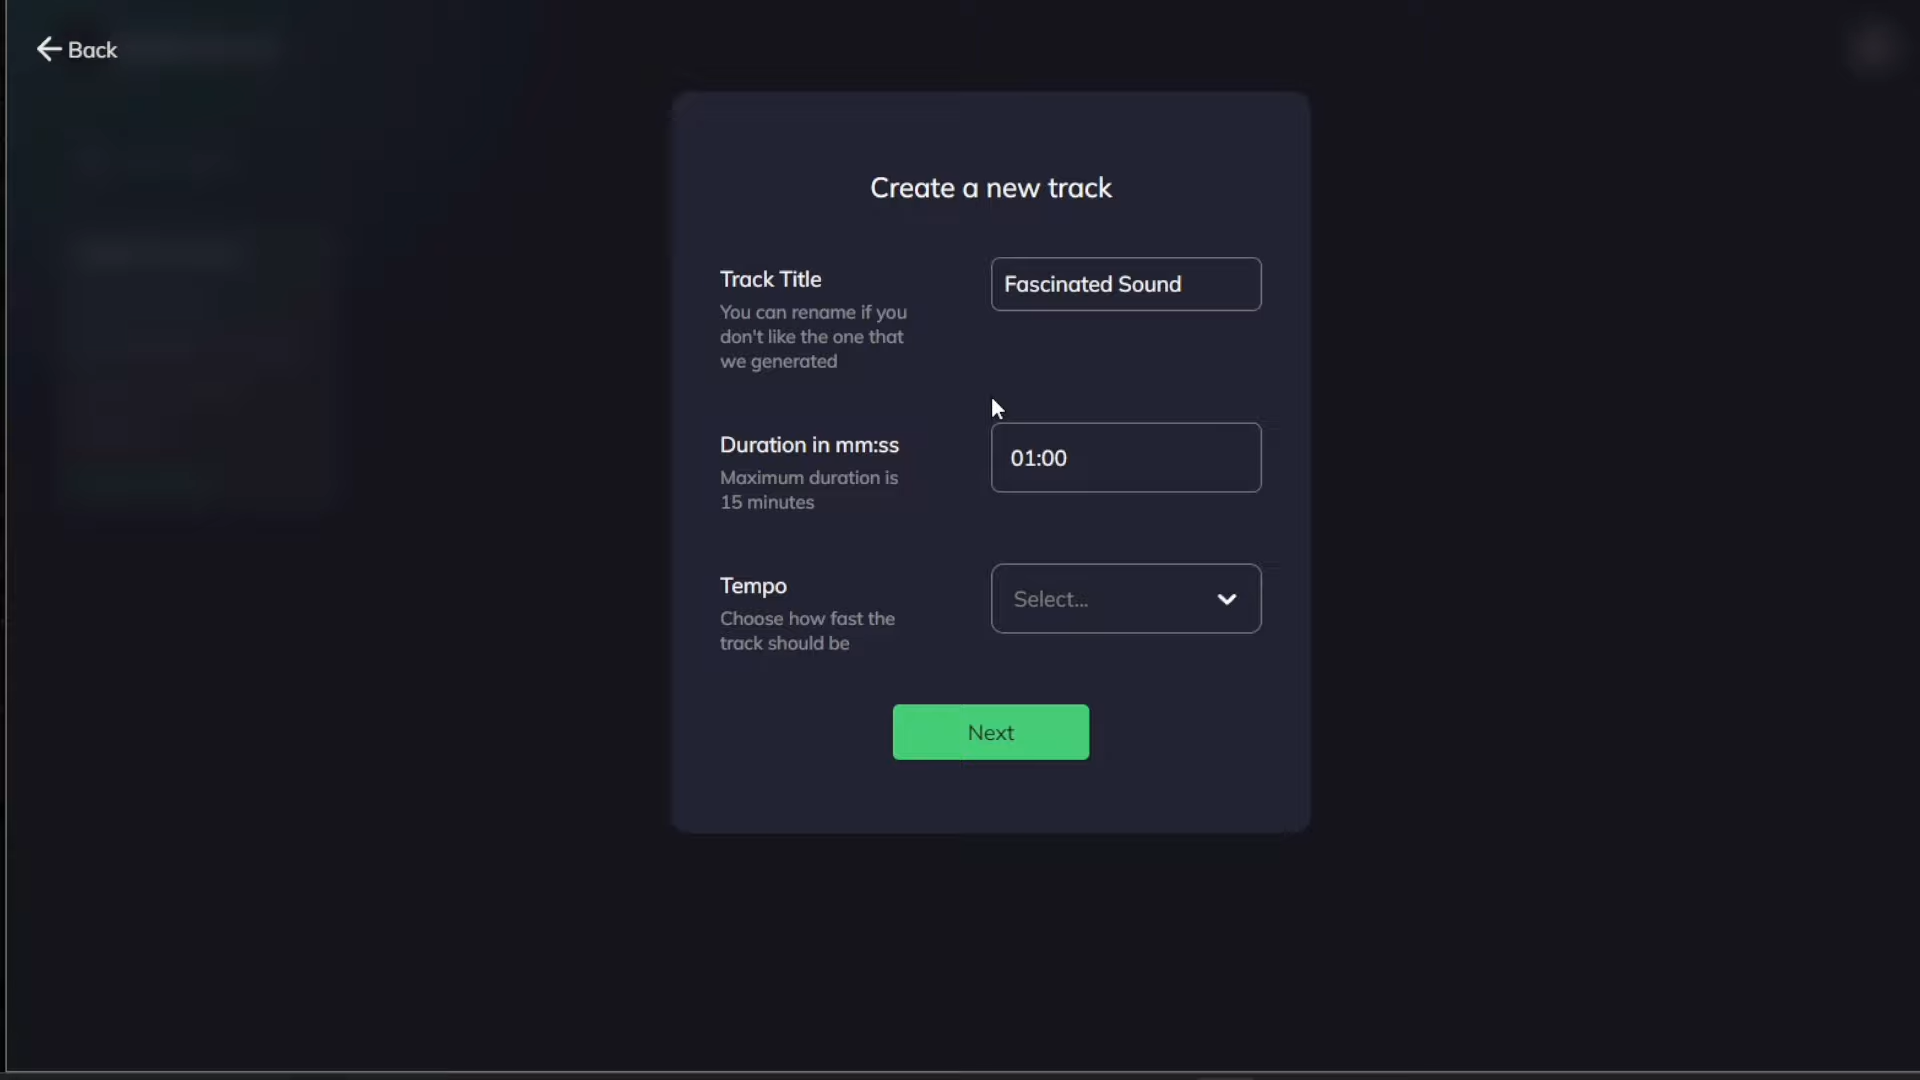 Back
Create a new track
Track Title
Fascinated Sound
You can rename if you
don't like the one that
we generated
Duration in mm:ss
01:00
Maximum duration is
15 minutes
Tempo
Select...
Choose how fast the
track should be
Next